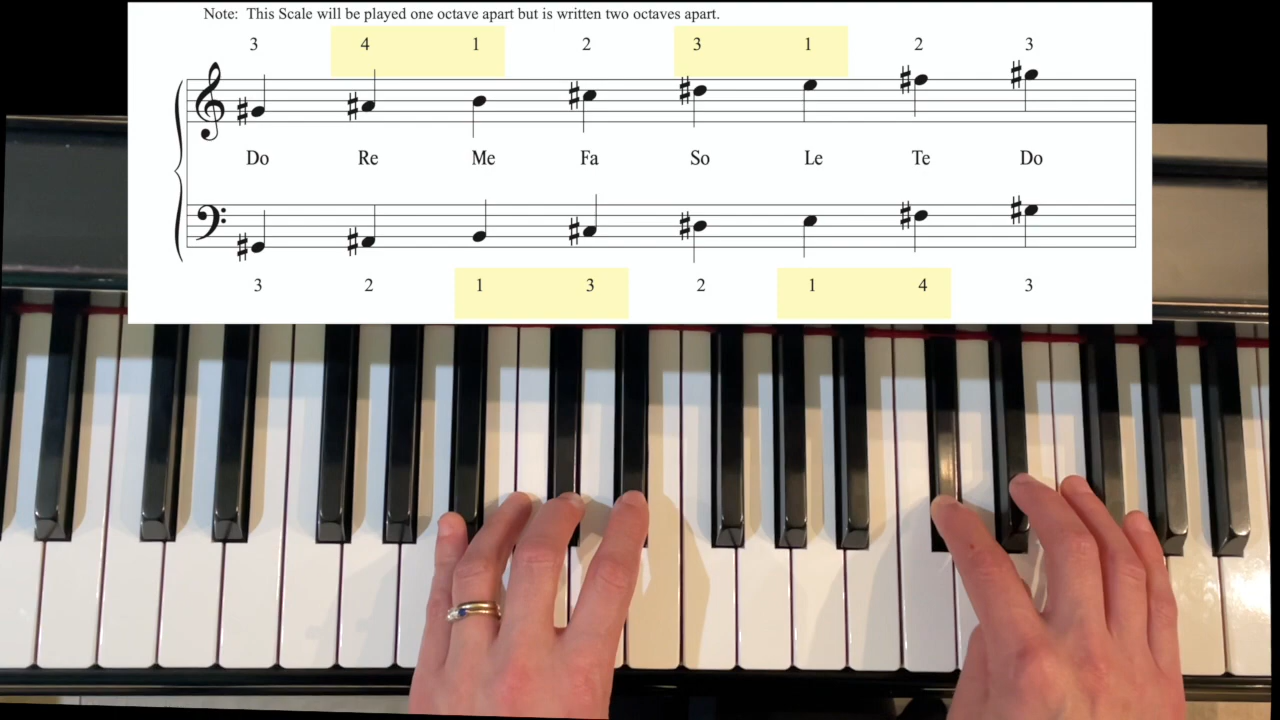 Note: This Scale will be played one octave apart but is written two octaves apart.
3 4 1 2 3 1 2 3
Do Re Me Fa So Le Te Do
3 2 1 3 2 1 4 3